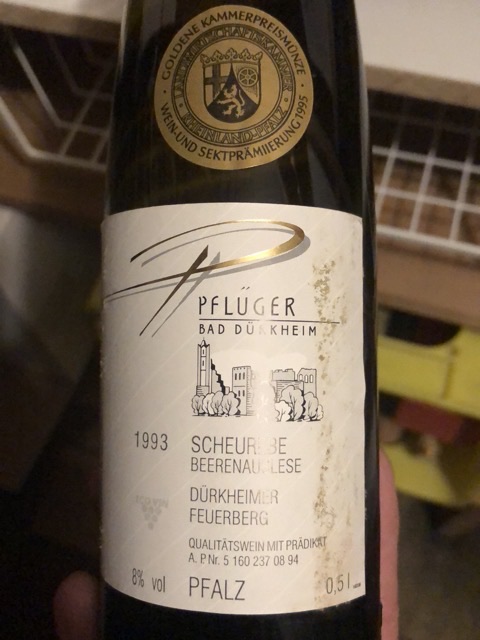 GOLDENE KAMMERPREISMÜNZE
LANDWIRTSCHAFTSKAMMER
RHEINLAND-PFALZ
WEIN- UND SEKTPRÄMIIERUNG 1995
PFLÜGER
BAD DÜRKHEIM
1993
SCHEUREBE
BEERENAUSLESE
DÜRKHEIMER
FEUERBERG
QUALITÄTSWEIN MIT PRÄDIKAT
A. P. Nr. 5 160 237 08 94
8% vol
PFALZ
0,5 l